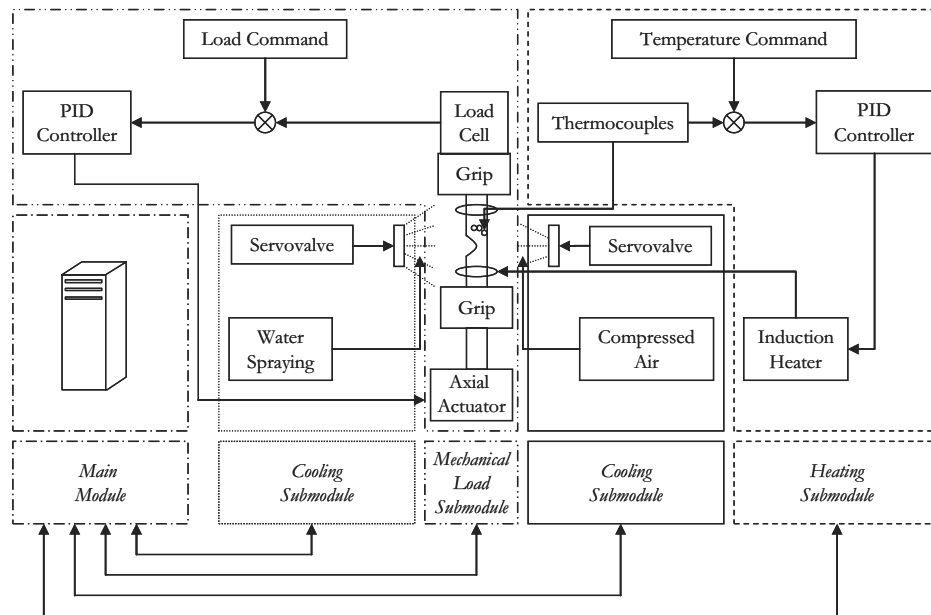 Load Command
Temperature Command
PID
Controller
Load
Cell
Thermocouples
PID
Controller
Grip
Servovalve
Servovalve
Grip
Water
Spraying
Compressed
Air
Induction
Heater
Axial
Actuator
Main
Module
Cooling
Submodule
Mechanical
Load
Submodule
Cooling
Submodule
Heating
Submodule